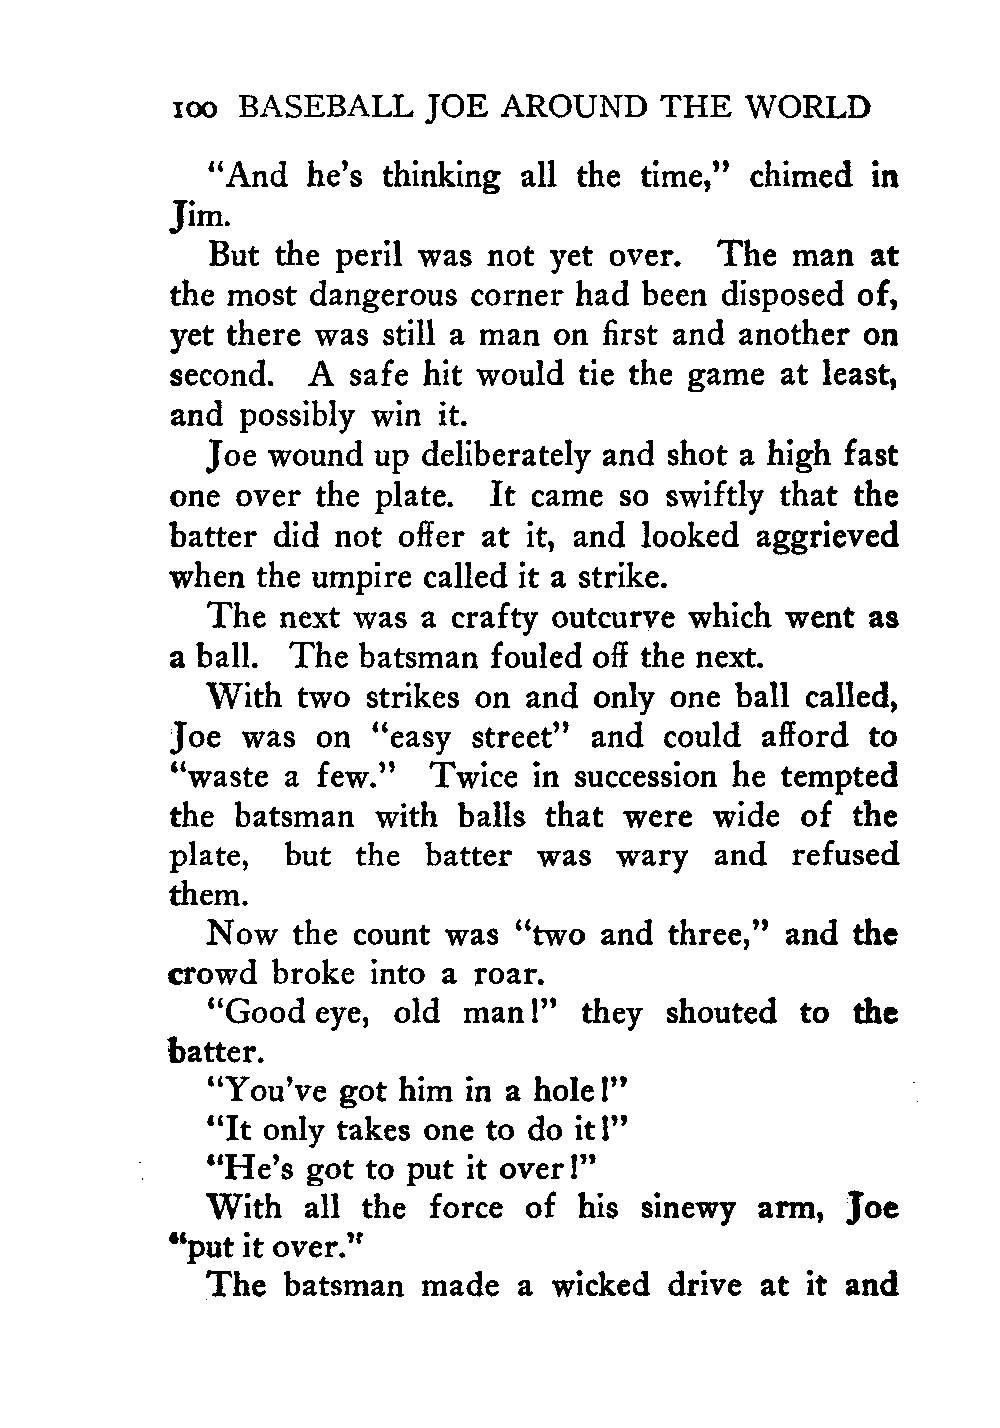 100 BASEBALL JOE AROUND THE WORLD
“And he’s thinking all the time,” chimed in
Jim.
But the peril was not yet over. The man at
the most dangerous corner had been disposed of,
yet there was still a man on first and another on
second. A safe hit would tie the game at least,
and possibly win it.
Joe wound up deliberately and shot a high fast
one over the plate. It came so swiftly that the
batter did not offer at it, and looked aggrieved
when the umpire called it a strike.
The next was a crafty outcurve which went as
a ball. The batsman fouled off the next.
With two strikes on and only one ball called,
Joe was on “easy street” and could afford to
“waste a few.” Twice in succession he tempted
the batsman with balls that were wide of the
plate, but the batter was wary and refused
them.
Now the count was “two and three,” and the
crowd broke into a roar.
“Good eye, old man!” they shouted to the
batter.
“You’ve got him in a hole!”
“It only takes one to do it!”
“He’s got to put it over!”
With all the force of his sinewy arm, Joe
“put it over.”
The batsman made a wicked drive at it and